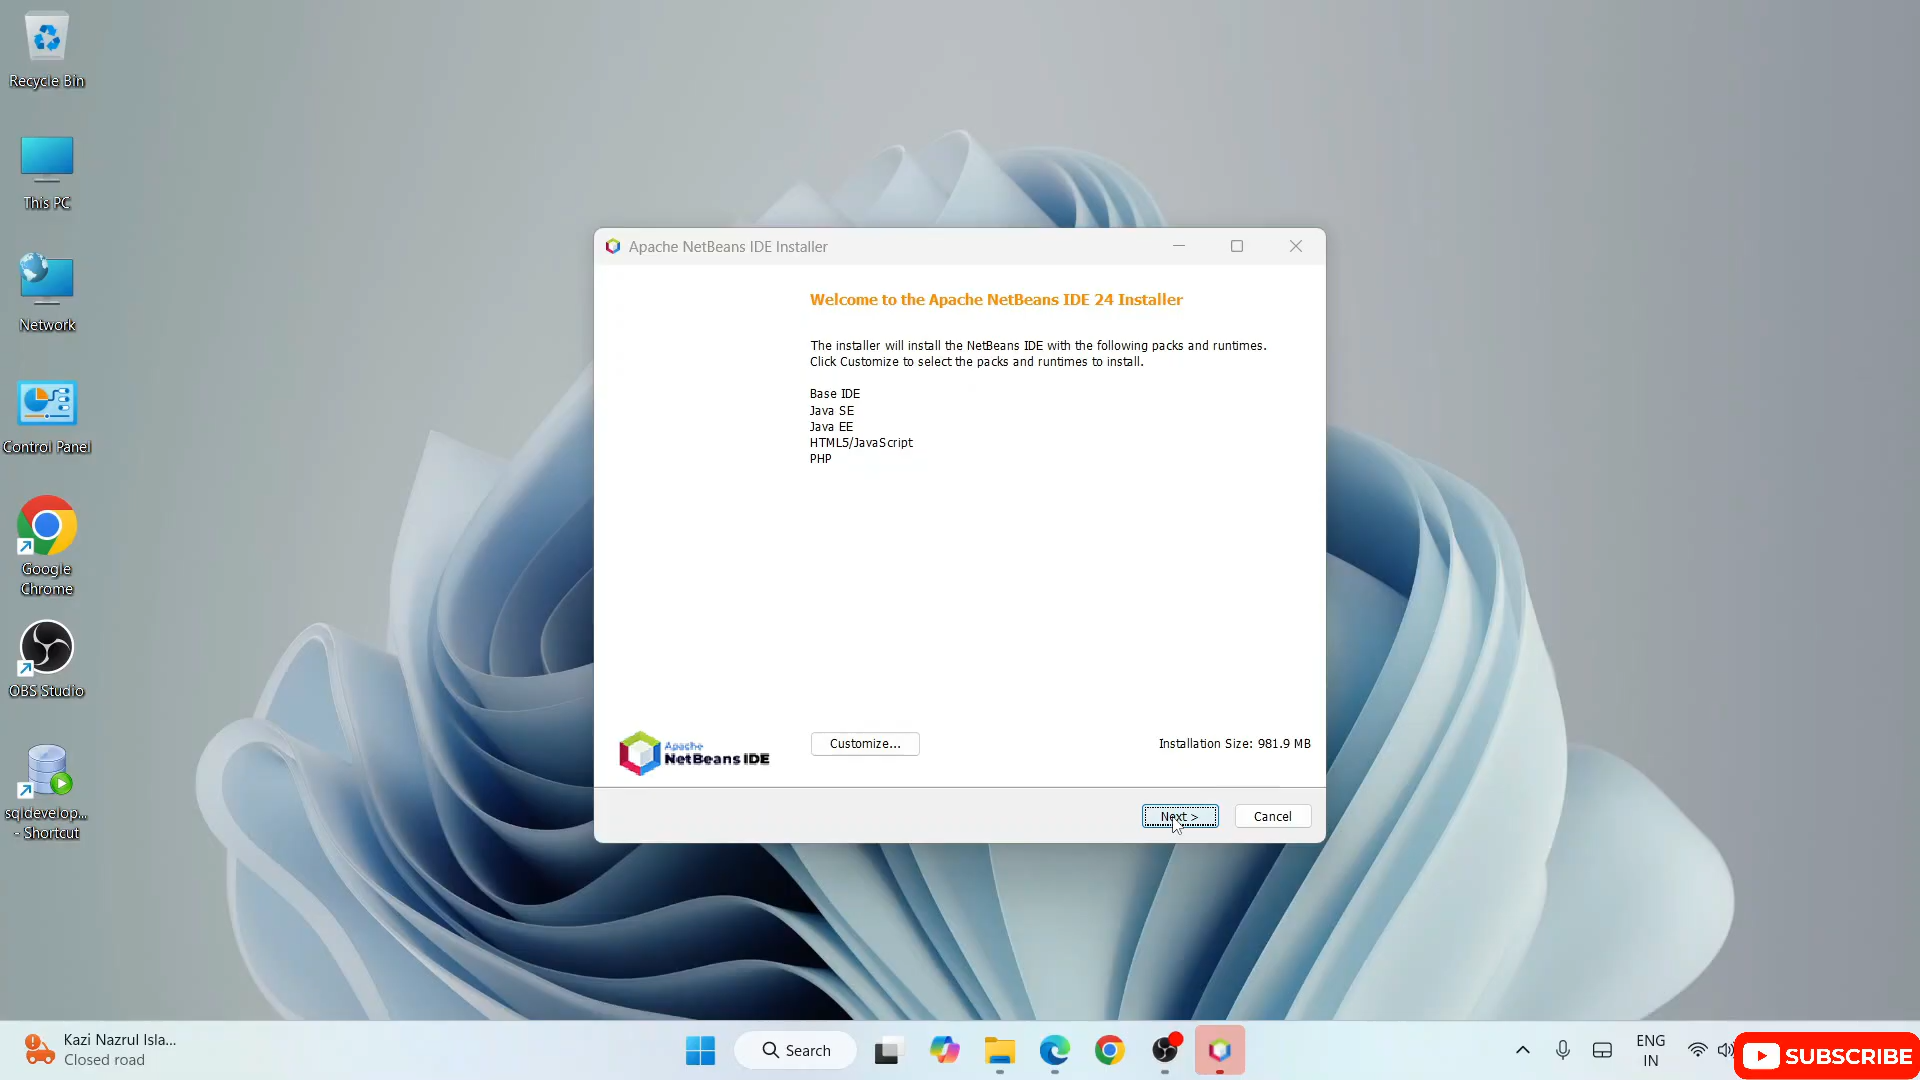 Recycle Bin
This PC
Network
Control Panel
Google
Chrome
OBS Studio
sqldevelop...
- Shortcut
Apache NetBeans IDE Installer
Welcome to the Apache NetBeans IDE 24 Installer
The installer will install the NetBeans IDE with the following packs and runtimes.
Click Customize to select the packs and runtimes to install.
Base IDE
Java SE
Java EE
HTML5/JavaScript
PHP
Apache
NetBeans IDE
Customize...
Installation Size: 981.9 MB
Next >
Cancel
Kazi Nazrul Isla...
Closed road
Search
ENG
IN
SUBSCRIBE